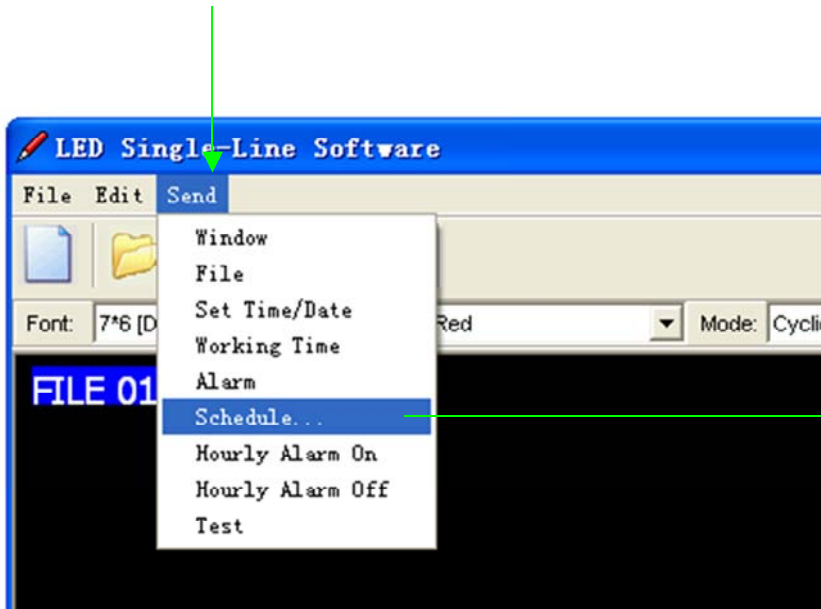 LED Single-Line Software
File Edit Send
Window
File
Set Time/Date
Working Time
Alarm
Schedule...
Hourly Alarm On
Hourly Alarm Off
Test
Font: 7*6 [D Red Mode: Cycli
FILE 01